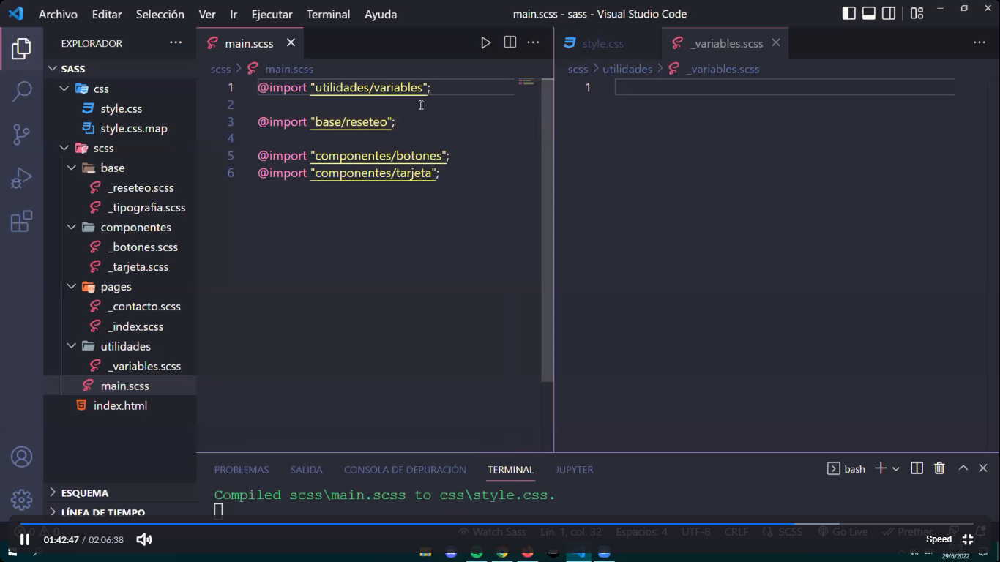 Archivo Editar Selección Ver Ir Ejecutar Terminal Ayuda
main.scss - sass - Visual Studio Code
EXPLORADOR
SASS
css
style.css
style.css.map
scss
base
_reseteo.scss
_tipografia.scss
componentes
_botones.scss
_tarjeta.scss
pages
_contacto.scss
_index.scss
utilidades
_variables.scss
main.scss
index.html
ESQUEMA
LÍNEA DE TIEMPO
main.scss
scss > main.scss
1 @import "utilidades/variables";
2
3 @import "base/reseteo";
4
5 @import "componentes/botones";
6 @import "componentes/tarjeta";
style.css _variables.scss
scss > utilidades > _variables.scss
1
PROBLEMAS SALIDA CONSOLA DE DEPURACIÓN TERMINAL JUPYTER
bash
Compiled scss\main.scss to css\style.css.
0 0 Watch Sass Lín. 1, col. 32 Espacios: 4 UTF-8 CRLF SCSS Go Live Prettier
01:42:47 / 02:06:38
Speed
29/6/2022